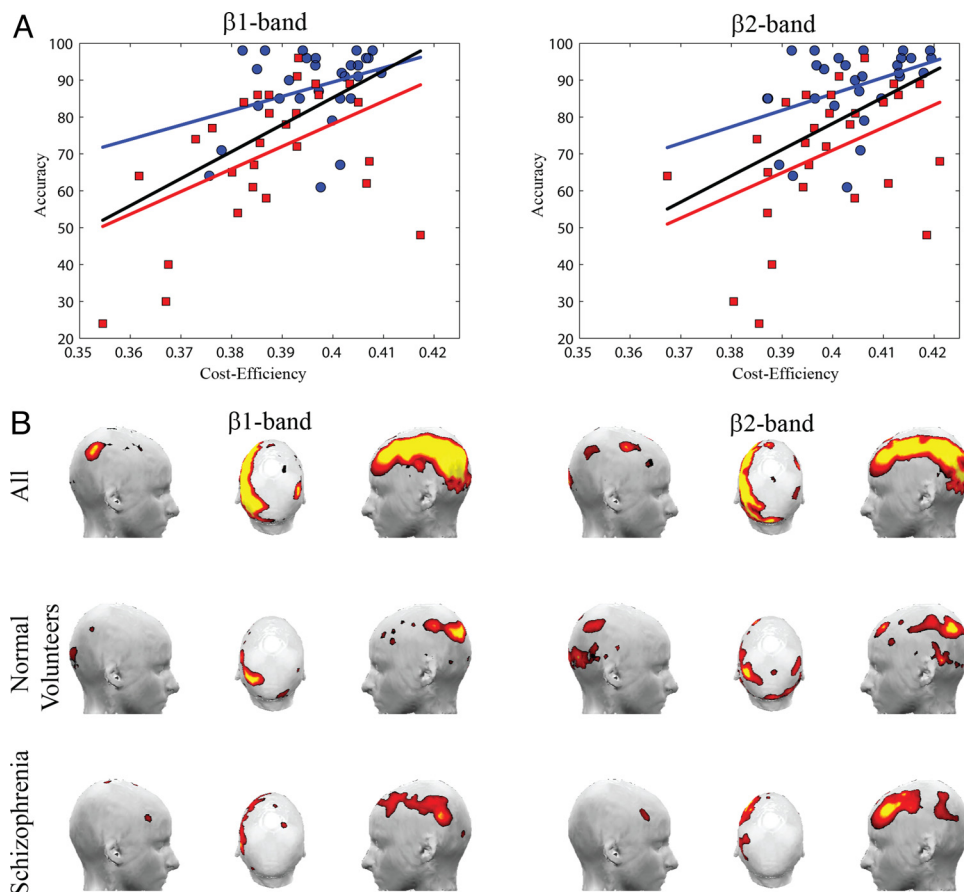 A
β1-band
β2-band
100
90
80
70
60
50
40
30
20
Accuracy
0.35
0.36
0.37
0.38
0.39
0.4
0.41
0.42
Cost-Efficiency
100
90
80
70
60
50
40
30
20
Accuracy
0.35
0.36
0.37
0.38
0.39
0.4
0.41
0.42
Cost-Efficiency
B
β1-band
β2-band
All
Normal
Volunteers
Schizophrenia